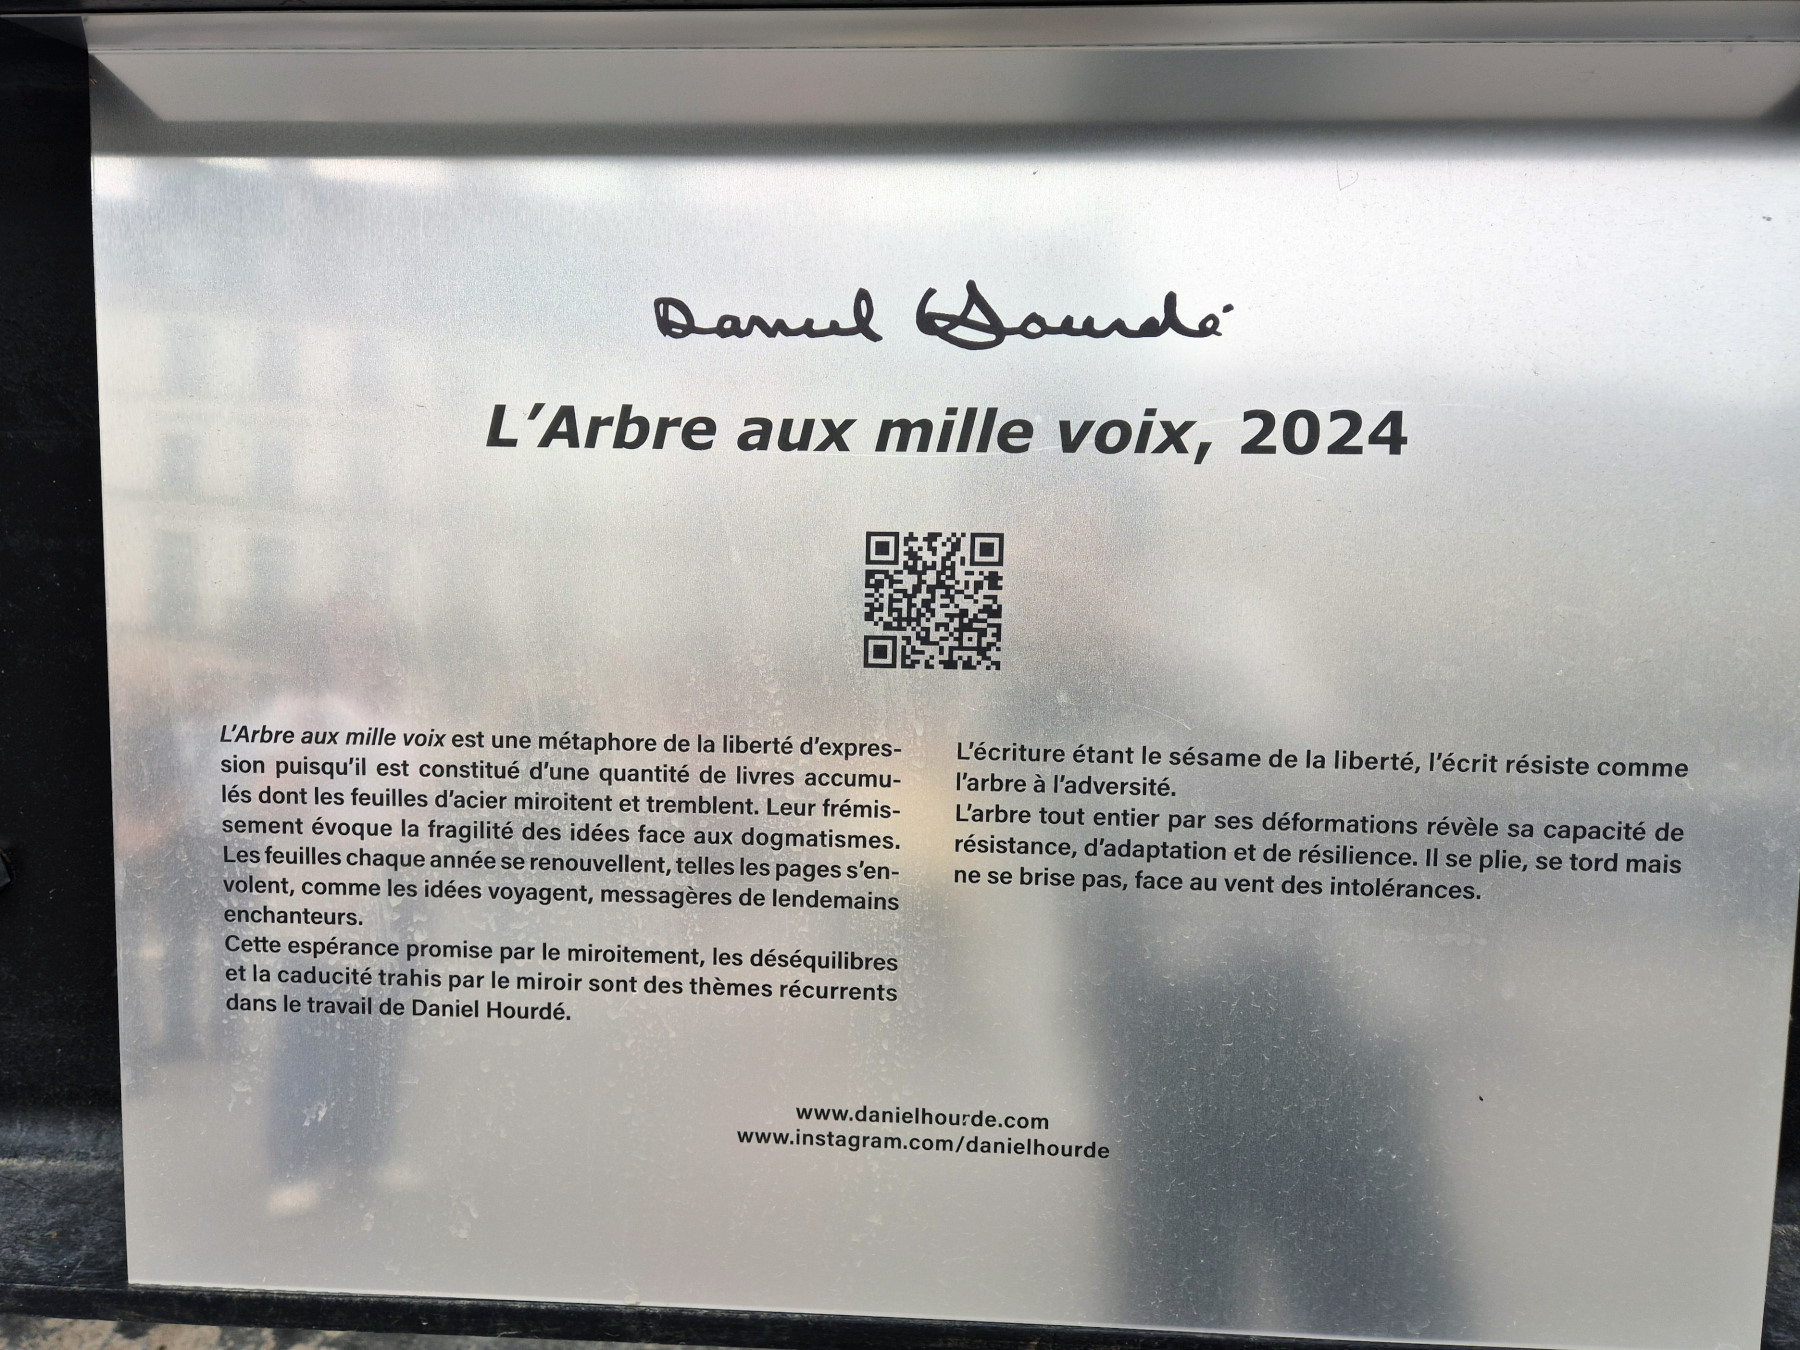 Daniel Hourdé
L'Arbre aux mille voix, 2024
L'Arbre aux mille voix est une métaphore de la liberté d'expres-
sion puisqu'il est constitué d'une quantité de livres accumu-
lés dont les feuilles d'acier miroitent et tremblent. Leur frémis-
sement évoque la fragilité des idées face aux dogmatismes.
Les feuilles chaque année se renouvellent, telles les pages s'en-
volent, comme les idées voyagent, messagères de lendemains
enchanteurs.
Cette espérance promise par le miroitement, les déséquilibres
et la caducité trahis par le miroir sont des thèmes récurrents
dans le travail de Daniel Hourdé.
L'écriture étant le sésame de la liberté, l'écrit résiste comme
l'arbre à l'adversité.
L'arbre tout entier par ses déformations révèle sa capacité de
résistance, d'adaptation et de résilience. Il se plie, se tord mais
ne se brise pas, face au vent des intolérances.
www.danielhourde.com
www.instagram.com/danielhourde